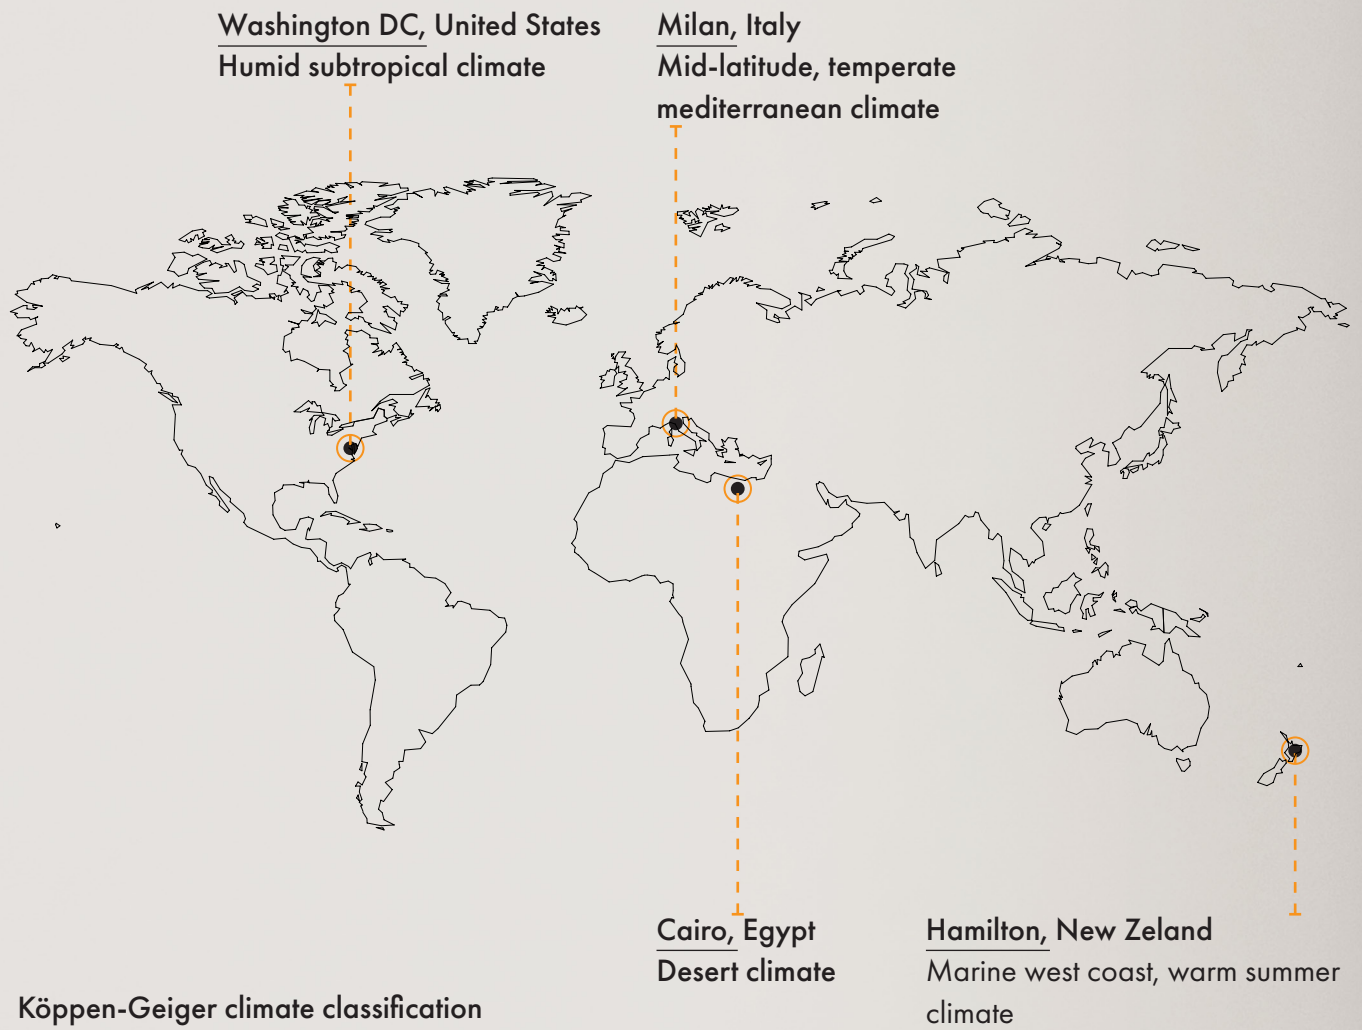 Washington DC, United States
Humid subtropical climate
Milan, Italy
Mid-latitude, temperate
mediterranean climate
Cairo, Egypt
Desert climate
Hamilton, New Zeland
Marine west coast, warm summer
climate
Köppen-Geiger climate classification